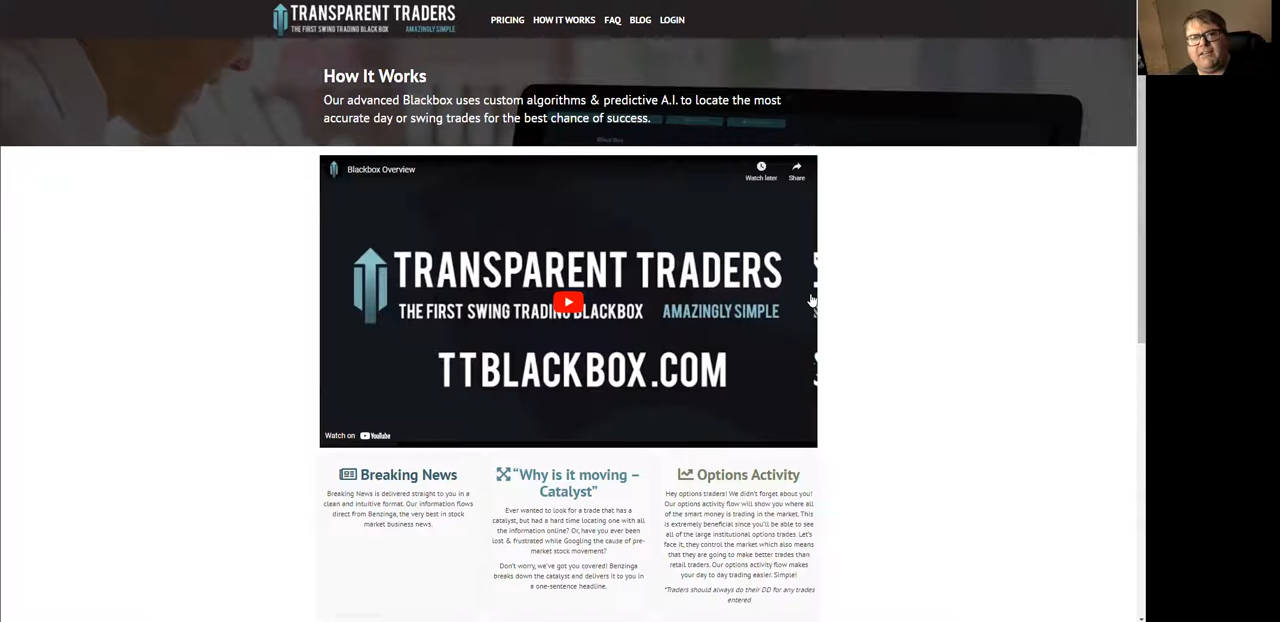 TRANSPARENT TRADERS
THE FIRST SWING TRADING BLACKBOX AMAZINGLY SIMPLE
PRICING HOW IT WORKS FAQ BLOG LOGIN
How It Works
Our advanced Blackbox uses custom algorithms & predictive A.I. to locate the most
accurate day or swing trades for the best chance of success.
Blackbox Overview
Watch later
Share
TRANSPARENT TRADERS
THE FIRST SWING TRADING BLACKBOX AMAZINGLY SIMPLE
TTBLACKBOX.COM
Watch on YouTube
Breaking News
Breaking News is delivered straight to you in a
clean and intuitive format. Our information flows
direct from Benzinga, the very best in stock
market business news.
"Why is it moving –
Catalyst"
Ever wanted to look for a trade that has a
catalyst, but had a hard time locating one with all
the information online? Or, have you ever been
lost & frustrated while Googling the cause of pre-
market stock movement?
Don't worry, we've got you covered! Benzinga
breaks down the catalyst and delivers it to you in
a one-sentence headline.
Options Activity
Hey options traders! We didn't forget about you!
Our options activity flow will show you where all
of the smart money is trading in the market. This
is extremely beneficial since you'll be able to see
all of the large institutional options trades. Let's
face it, they control the market which also means
that they are going to make better trades than
retail traders. Our options activity flow makes
your day to day trading easier. Simple!
*Traders should always do their DD for any trades
entered